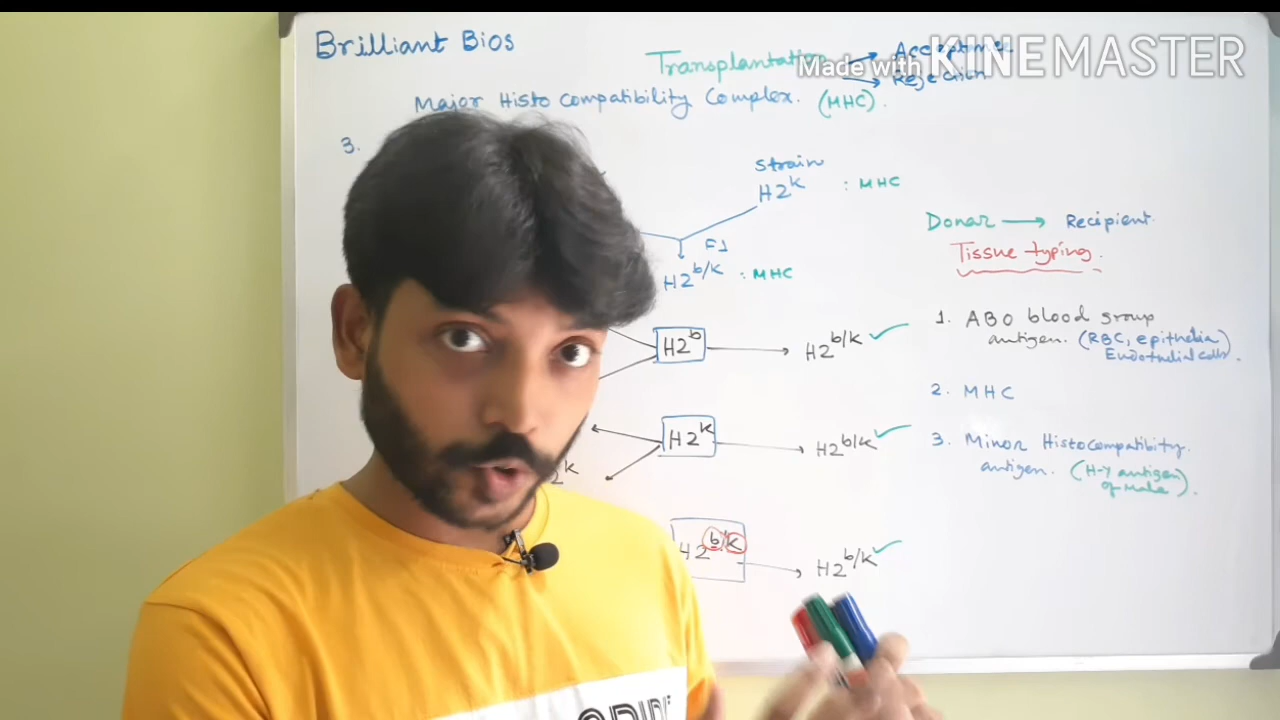 Brilliant Bios
Transplantation
Made with KINEMASTER
Rejection
Major Histo compatibility Complex. (MHC).
3.
Strain
H2^k : MHC
F1
H2^b/k : MHC
Donar → Recipient
Tissue typing.
H2^b → H2^b/k ✓
H2^k → H2^b/k ✓
H2^b/k → H2^b/k ✓
1. ABO blood group
antigen. (RBC, epithelia,
Endothelial cells).
2. MHC
3. Minor Histocompatibility
antigen. (H-Y antigen
of Male).